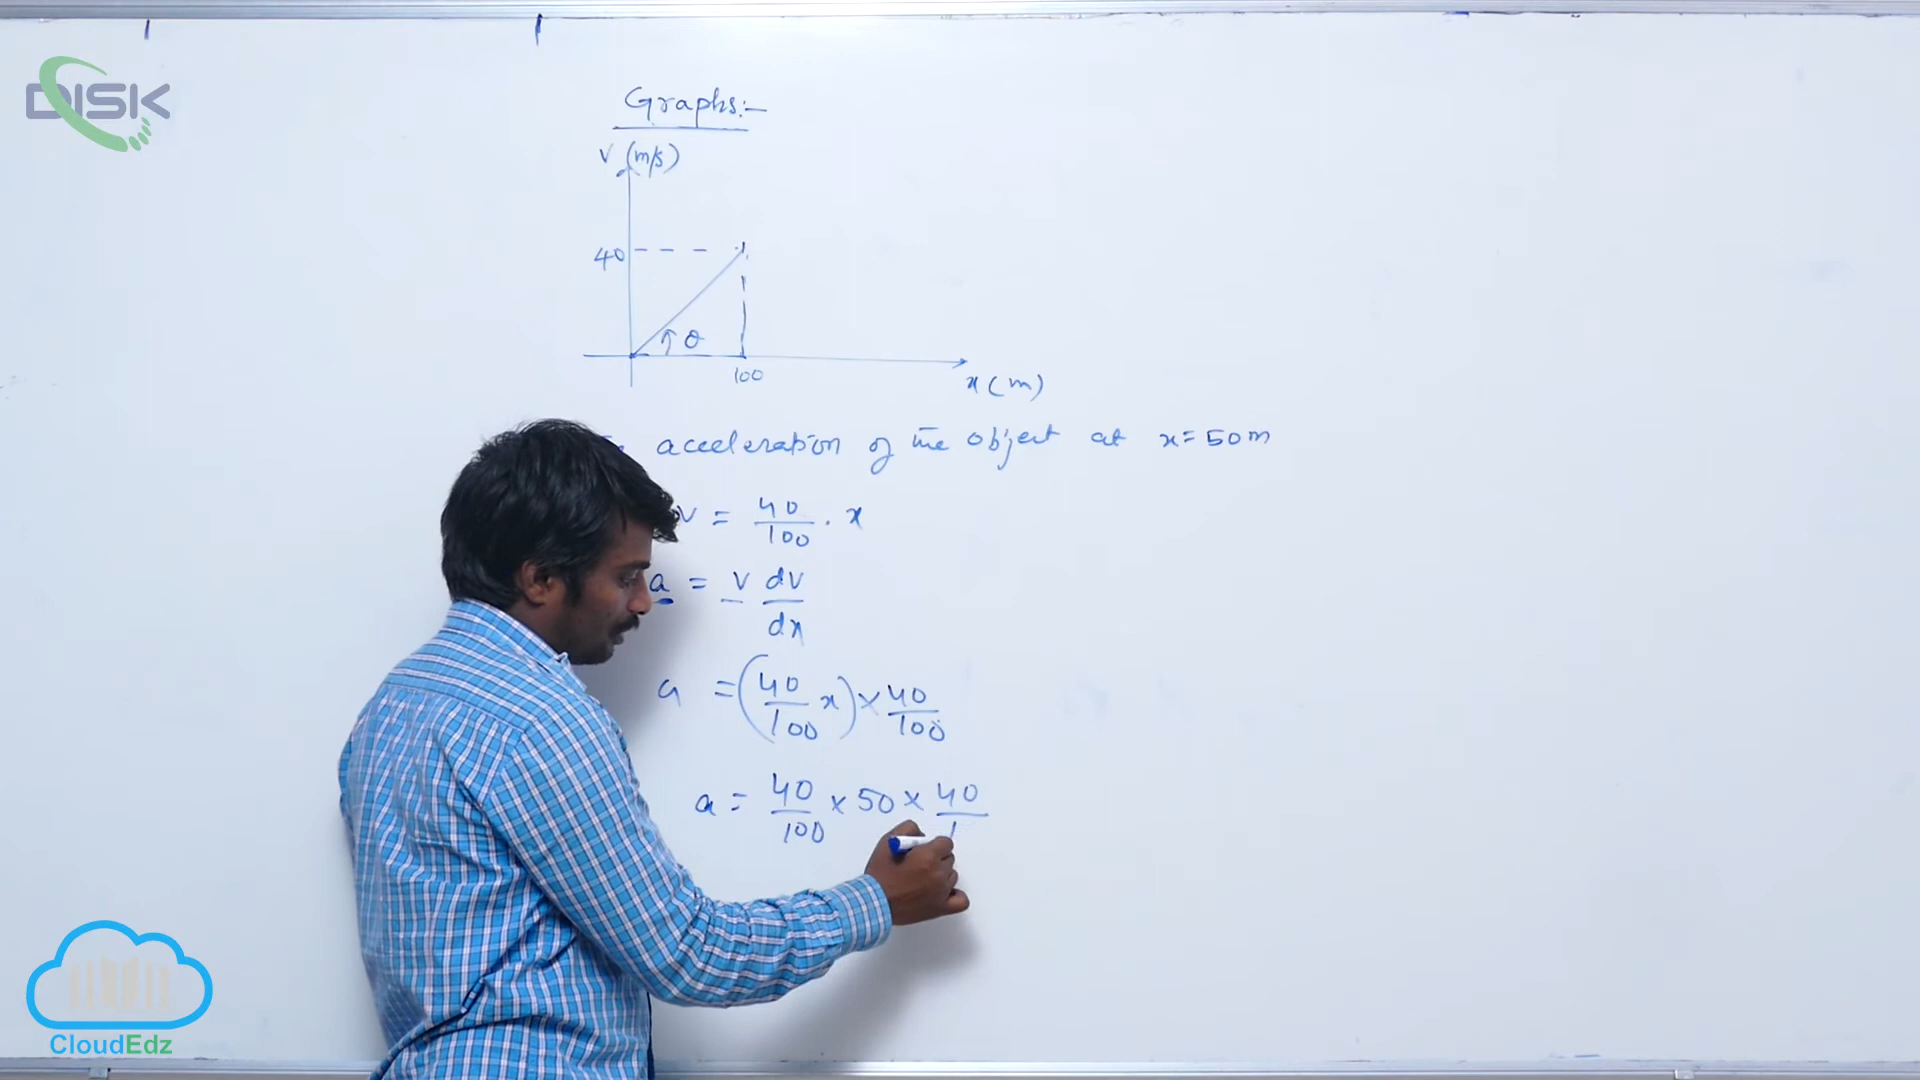 DISK
Graphs:-
v (m/s)
40
θ
100
x (m)
acceleration of the object at x = 50m
v = 40/100 . x
a = v dv/dx
a = (40/100 x) × 40/100
a = 40/100 × 50 × 40/1
CloudEdz